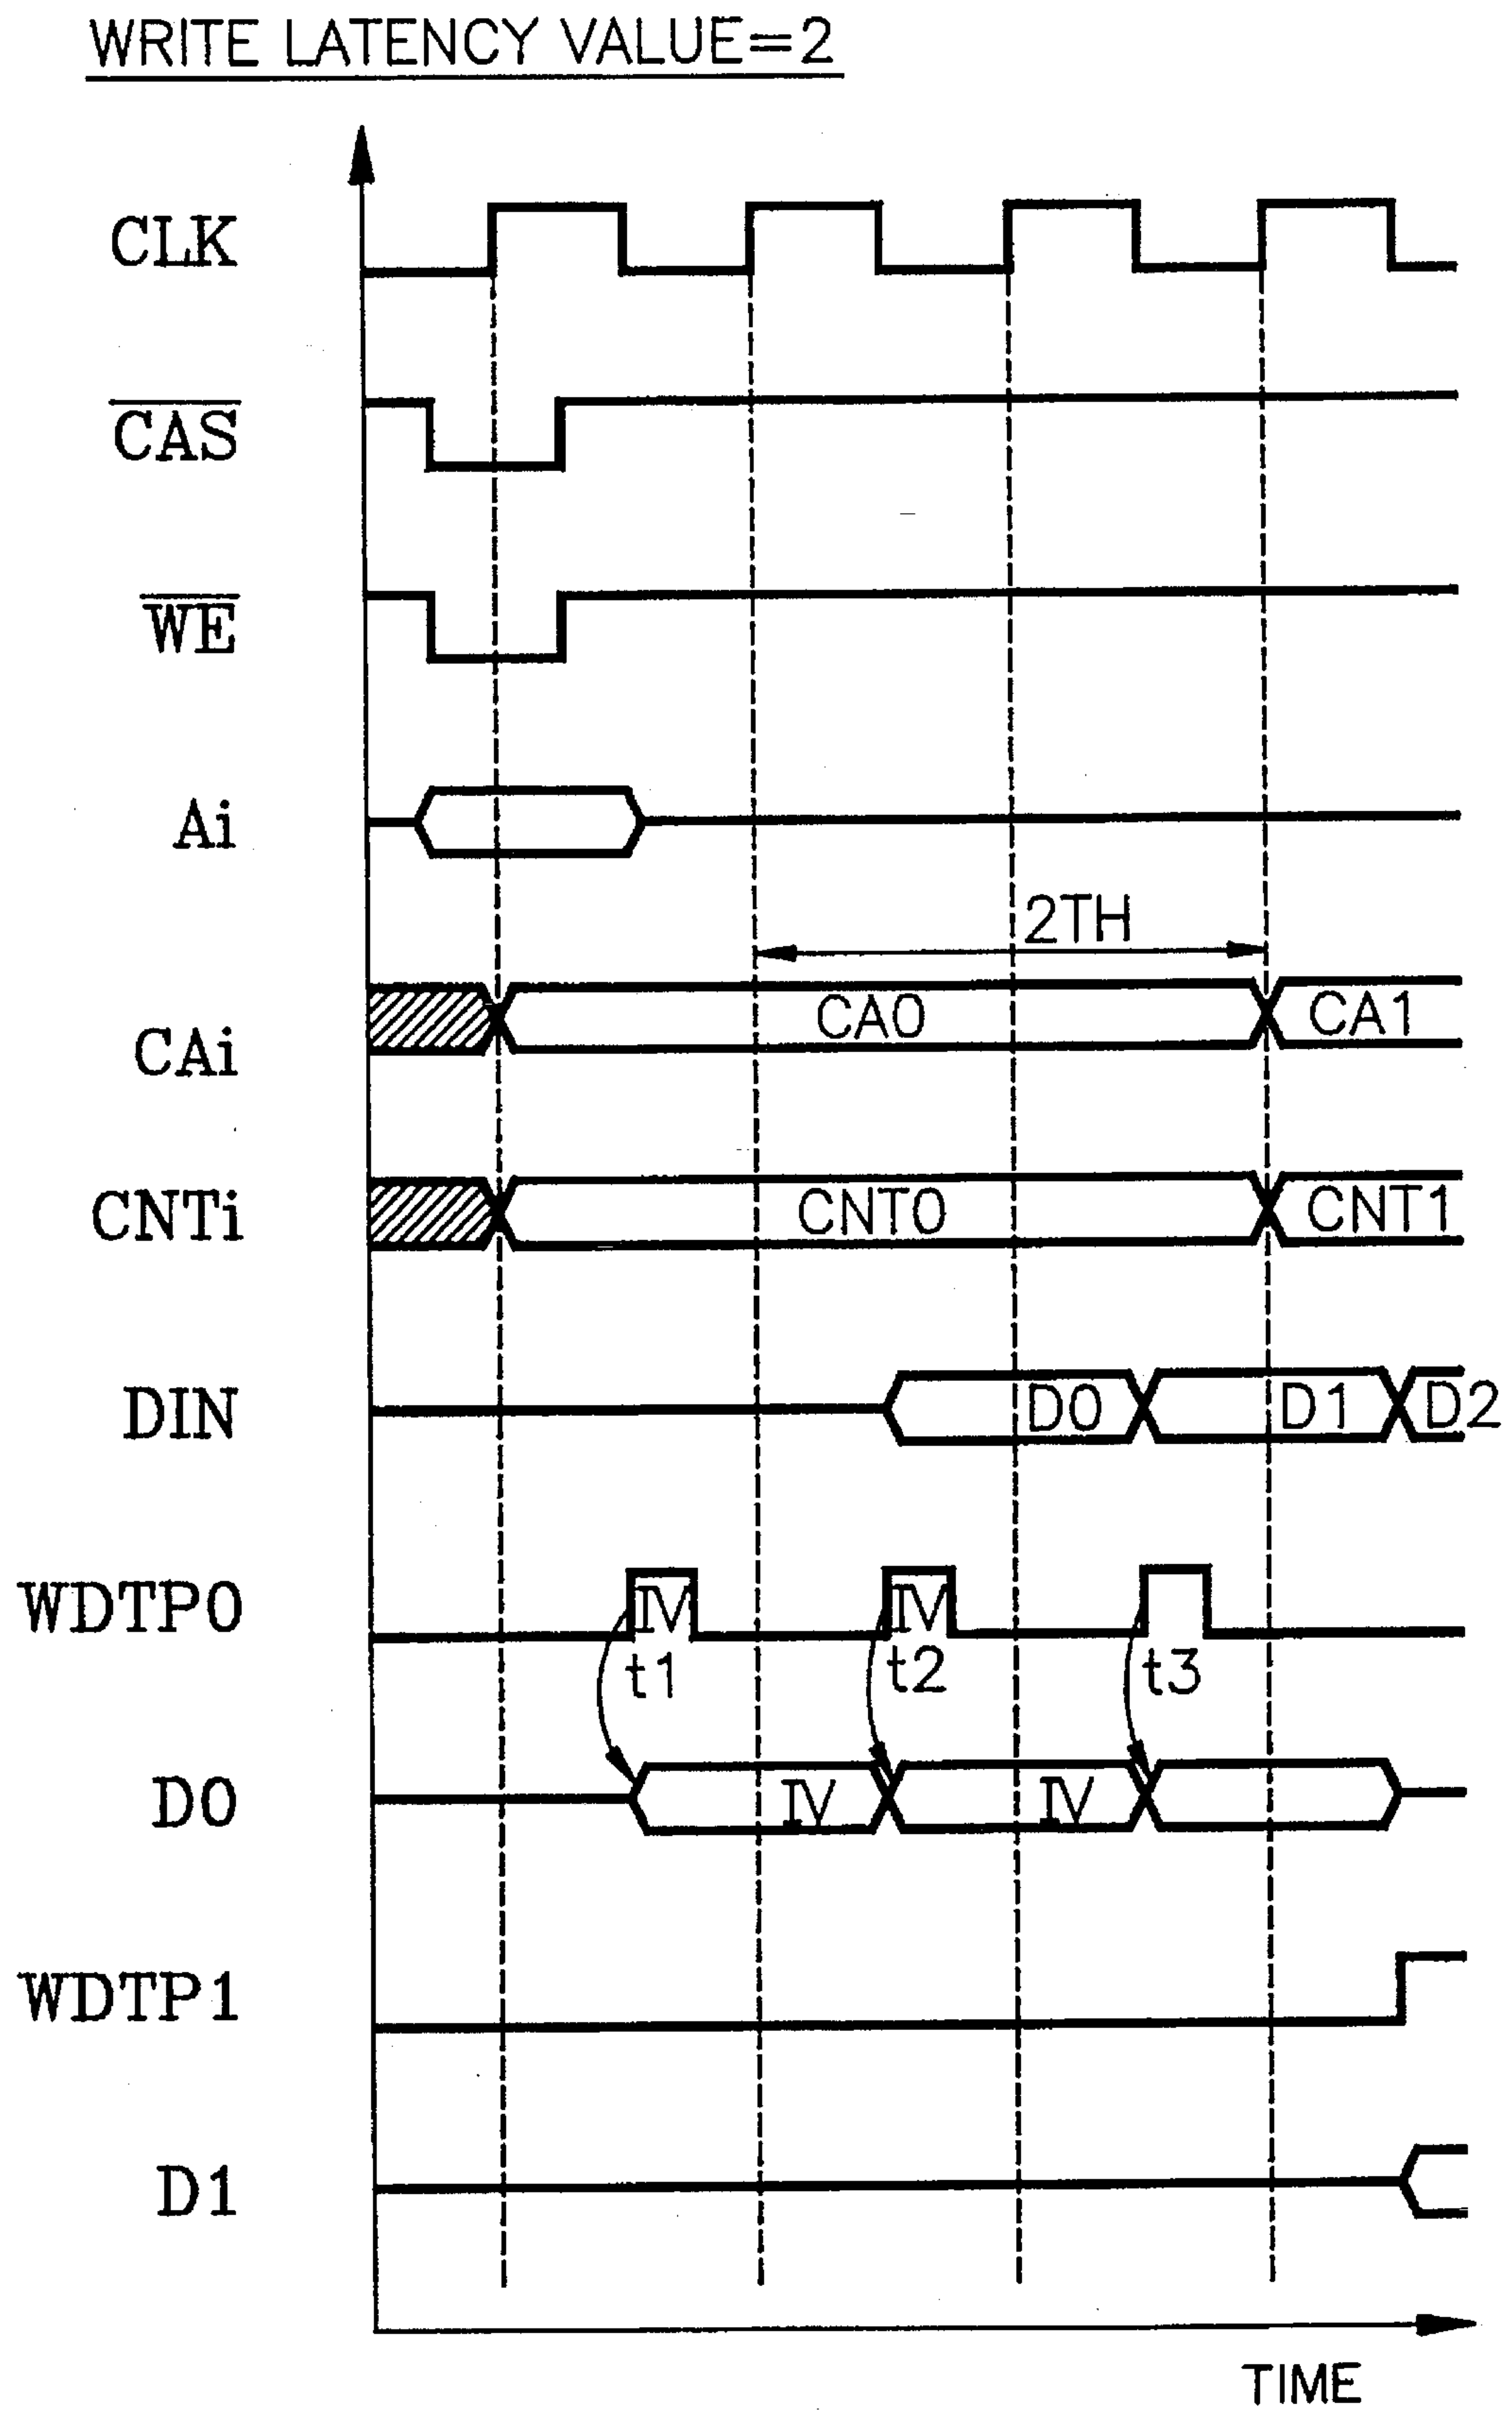 WRITE LATENCY VALUE=2
CLK
CAS
WE
Ai
2TH
CAi
CA0
CA1
CNTi
CNT0
CNT1
DIN
D0
D1
D2
WDTP0
IV
IV
t1
t2
t3
D0
IV
IV
WDTP1
D1
TIME